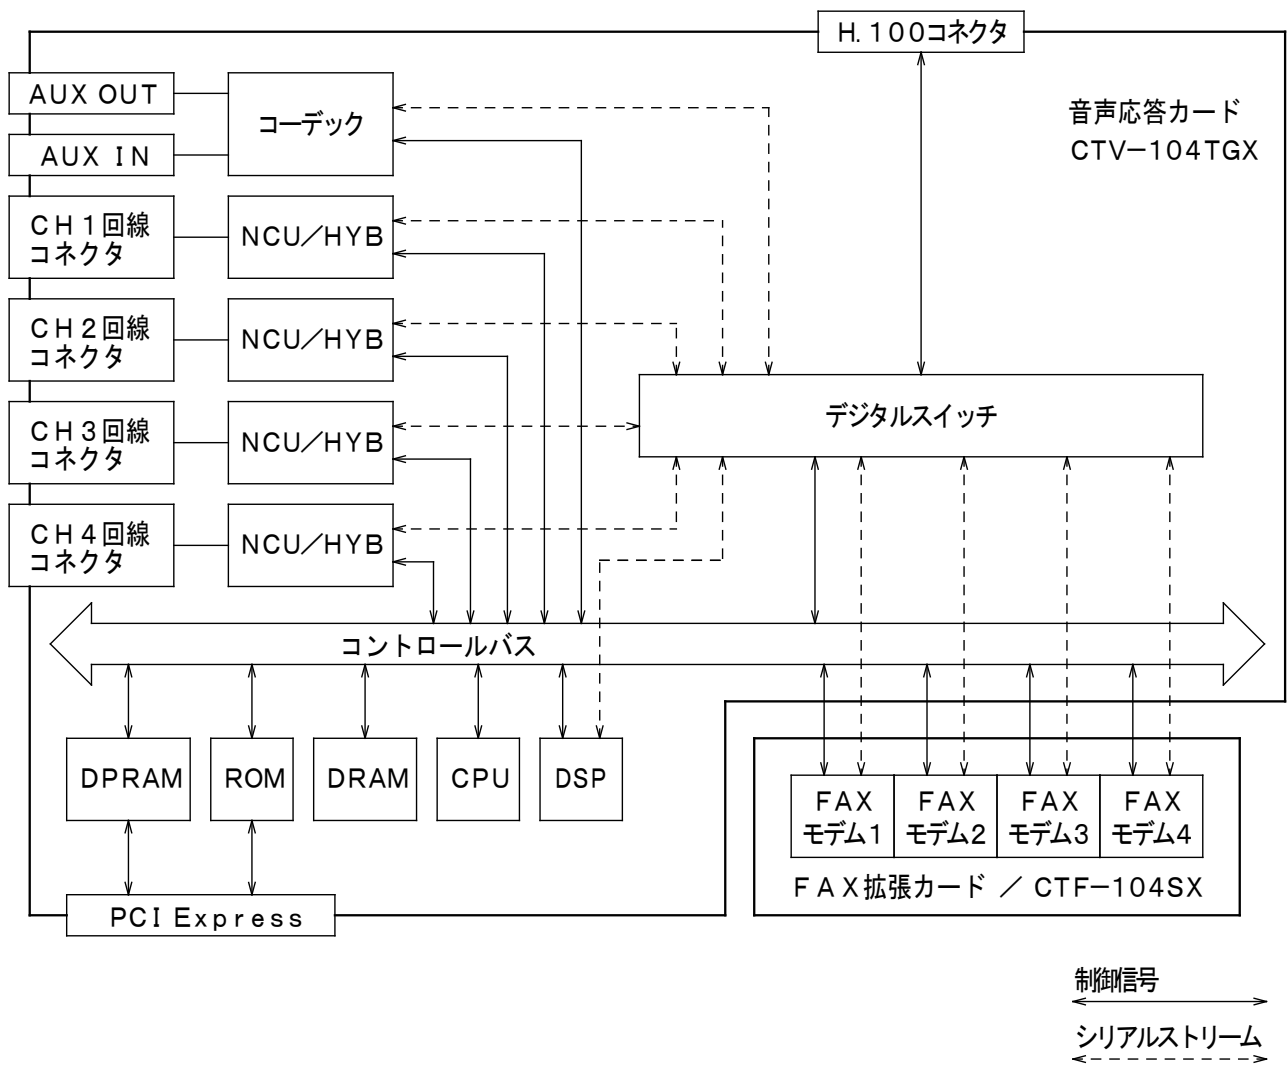 H.100コネクタ
AUX OUT
コーデック
音声応答カード
CTV−104TGX
AUX IN
CH1回線
コネクタ
NCU/HYB
CH2回線
コネクタ
NCU/HYB
デジタルスイッチ
CH3回線
コネクタ
NCU/HYB
CH4回線
コネクタ
NCU/HYB
コントロールバス
DPRAM
ROM
DRAM
CPU
DSP
FAX
モデム1
FAX
モデム2
FAX
モデム3
FAX
モデム4
FAX拡張カード / CTF−104SX
PCI Express
制御信号
シリアルストリーム